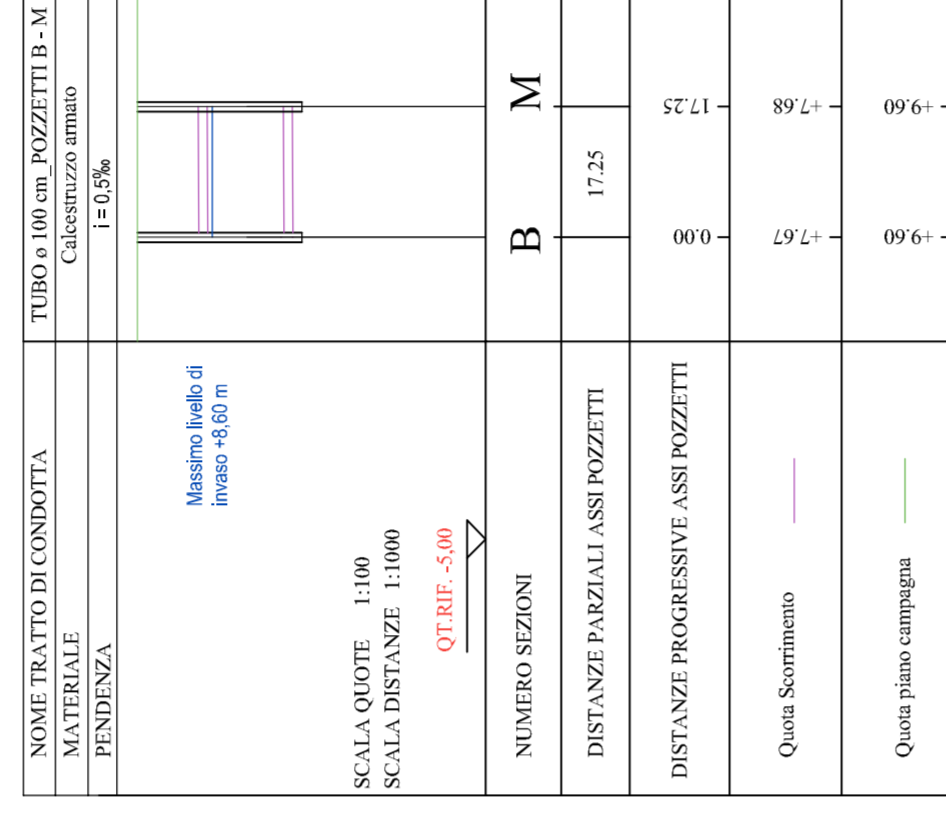 NOME TRATTO DI CONDOTTA
TUBO ø 100 cm_POZZETTI B - M
MATERIALE
Calcestruzzo armato
PENDENZA
i = 0,5‰
Massimo livello di
invaso +8,60 m
SCALA QUOTE 1:100
SCALA DISTANZE 1:1000
QT.RIF. -5,00
NUMERO SEZIONI
B M
DISTANZE PARZIALI ASSI POZZETTI
17.25
DISTANZE PROGRESSIVE ASSI POZZETTI
0.00 17.25
Quota Scorrimento
+7.67 +7.68
Quota piano campagna
+9.60 +9.60